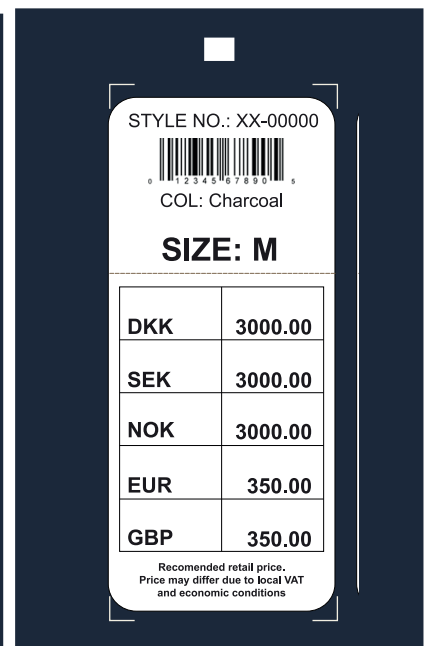 STYLE NO.: XX-00000
0 12345 67890 5
COL: Charcoal
SIZE: M
DKK 3000.00
SEK 3000.00
NOK 3000.00
EUR 350.00
GBP 350.00
Recomended retail price.
Price may differ due to local VAT
and economic conditions